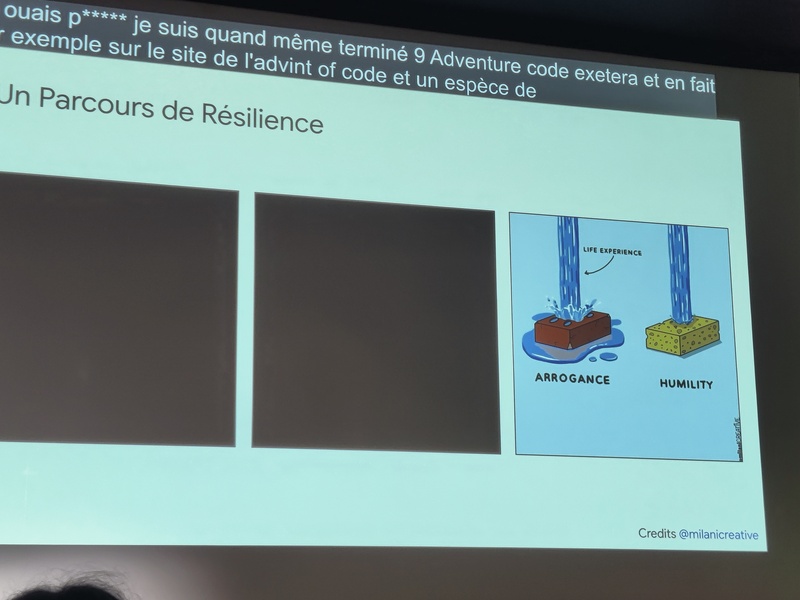 ouais p***** je suis quand même terminé 9 Adventure code exetera et en fait
exemple sur le site de l'advint of code et un espèce de
Un Parcours de Résilience
LIFE EXPERIENCE
ARROGANCE
HUMILITY
Credits @milanicreative